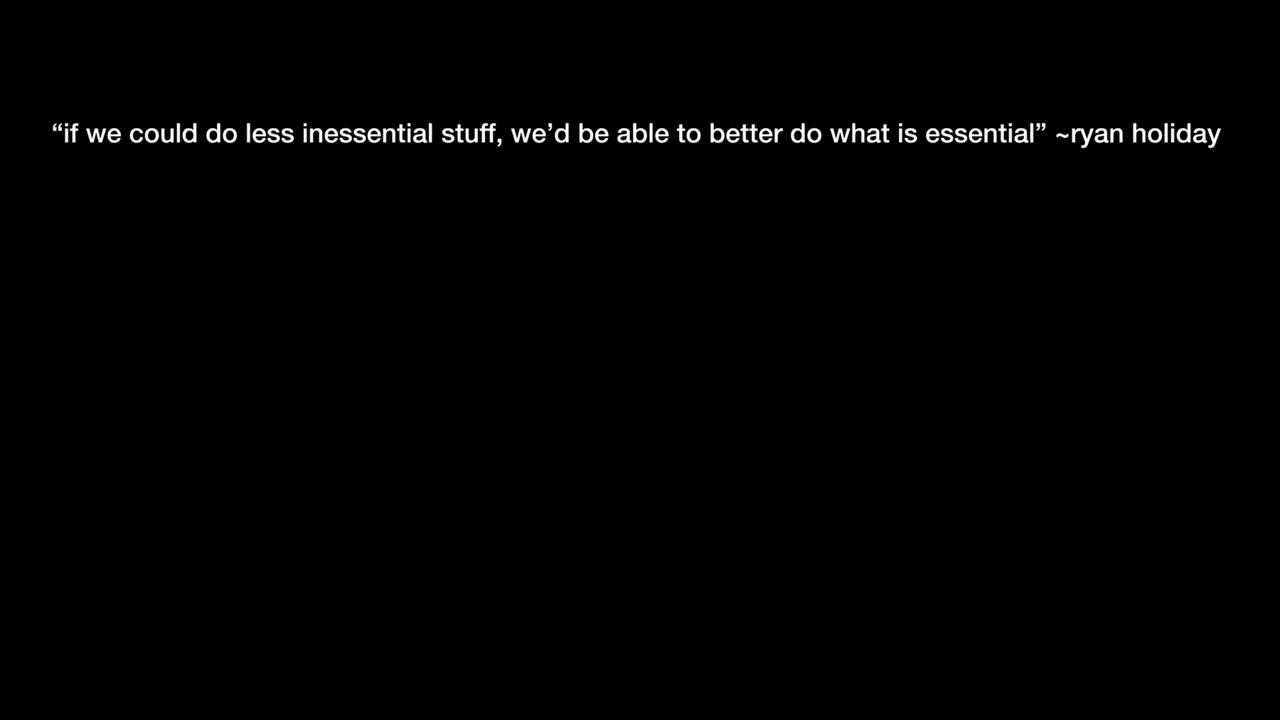 “if we could do less inessential stuff, we’d be able to better do what is essential” ~ryan holiday